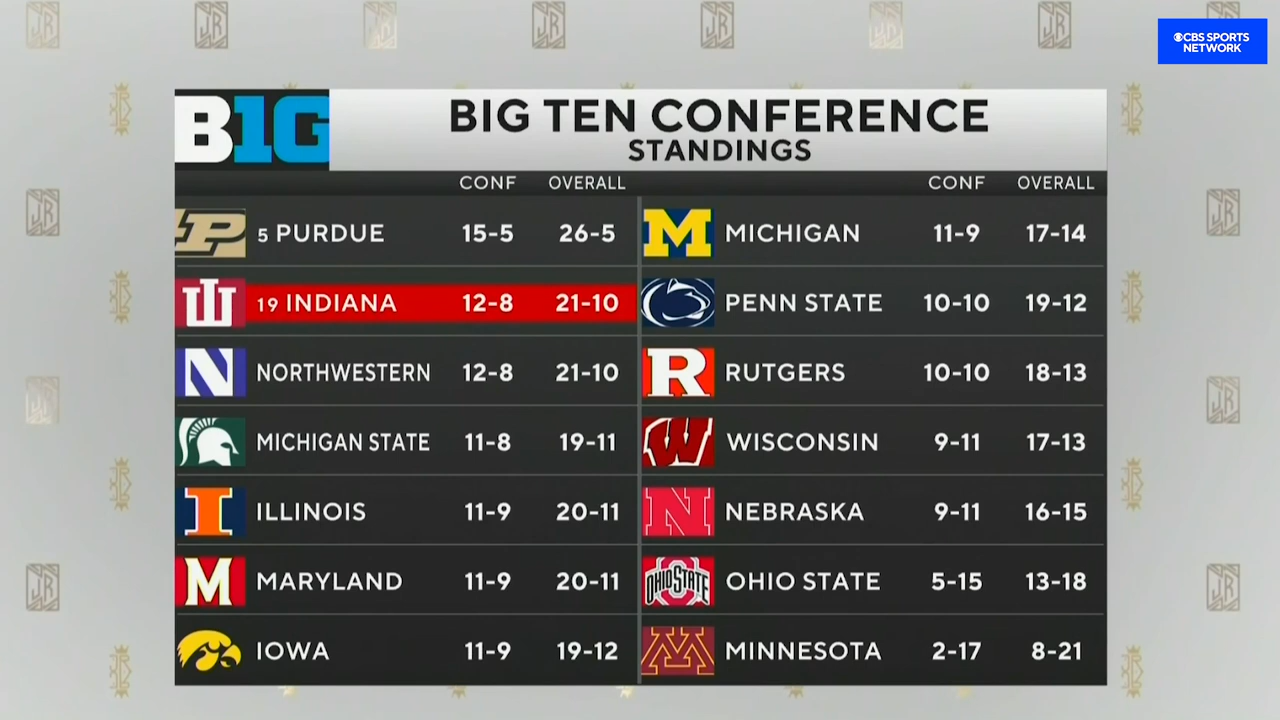 CBS SPORTS
NETWORK
B1G BIG TEN CONFERENCE
STANDINGS
CONF OVERALL CONF OVERALL
5 PURDUE 15-5 26-5 MICHIGAN 11-9 17-14
19 INDIANA 12-8 21-10 PENN STATE 10-10 19-12
NORTHWESTERN 12-8 21-10 RUTGERS 10-10 18-13
MICHIGAN STATE 11-8 19-11 WISCONSIN 9-11 17-13
ILLINOIS 11-9 20-11 NEBRASKA 9-11 16-15
MARYLAND 11-9 20-11 OHIO STATE OHIO STATE 5-15 13-18
IOWA 11-9 19-12 MINNESOTA 2-17 8-21